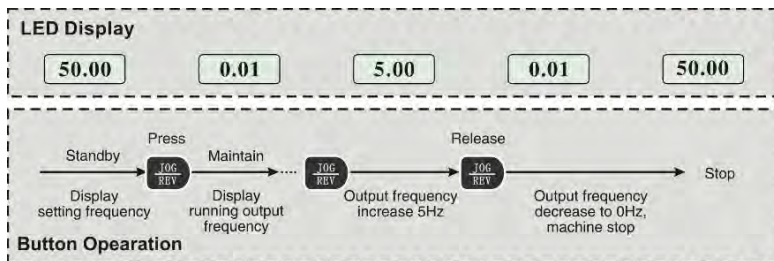 LED Display
50.00 0.01 5.00 0.01 50.00
Press Release
Standby Maintain
JOG
REV
JOG
REV
JOG
REV
Stop
Display
setting frequency
Display
running output
frequency
Output frequency
increase 5Hz
Output frequency
decrease to 0Hz,
machine stop
Button Opearation